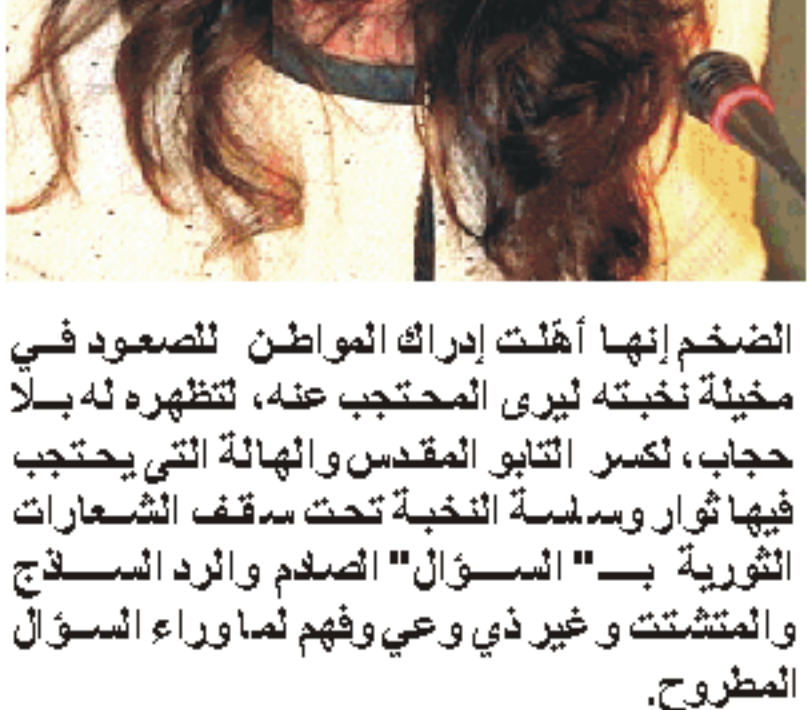 الضخم إنها أهّلت إدراك المواطن للصعود في
مخيلة نخبته ليرى المحتجب عنه، لتظهره له بلا
حجاب، لكسر التابو المقدس والهالة التي يحتجب
فيها ثوار وساسة النخبة تحت سقف الشعارات
الثورية بـ" السؤال" الصادم والرد الساذج
والمتشتت وغير ذي وعي وفهم لما وراء السؤال
المطروح.